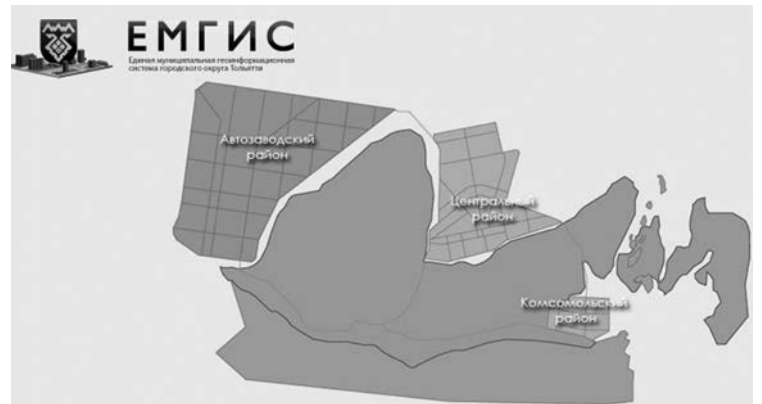 ЕМГИС
Единая муниципальная геоинформационная
система городского округа Тольятти
Автозаводский
район
Центральный
район
Комсомольский
район